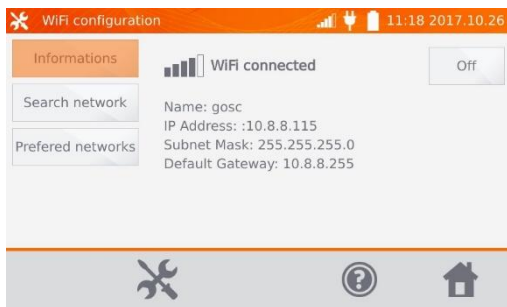 WiFi configuration 11:18 2017.10.26
Informations
WiFi connected
Off
Search network
Name: gosc
IP Address: :10.8.8.115
Prefered networks
Subnet Mask: 255.255.255.0
Default Gateway: 10.8.8.255
?